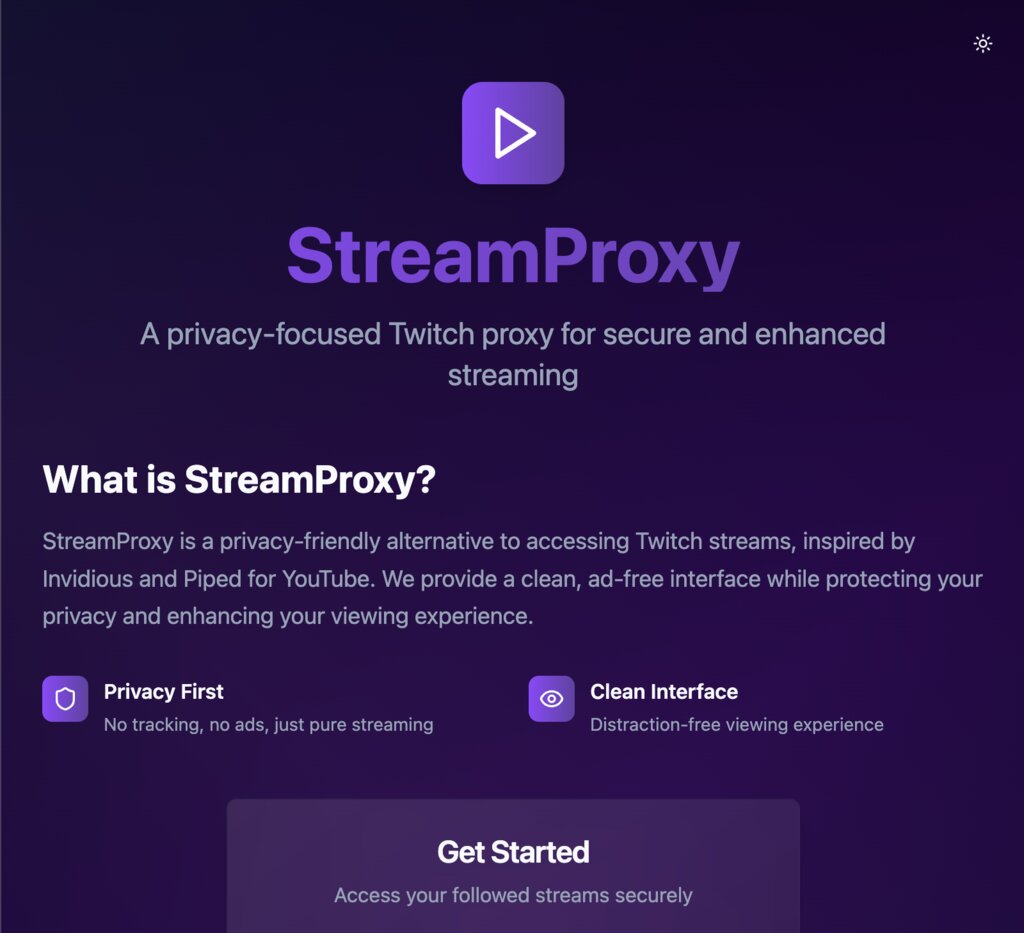 StreamProxy
A privacy-focused Twitch proxy for secure and enhanced
streaming
What is StreamProxy?
StreamProxy is a privacy-friendly alternative to accessing Twitch streams, inspired by
Invidious and Piped for YouTube. We provide a clean, ad-free interface while protecting your
privacy and enhancing your viewing experience.
Privacy First
No tracking, no ads, just pure streaming
Clean Interface
Distraction-free viewing experience
Get Started
Access your followed streams securely